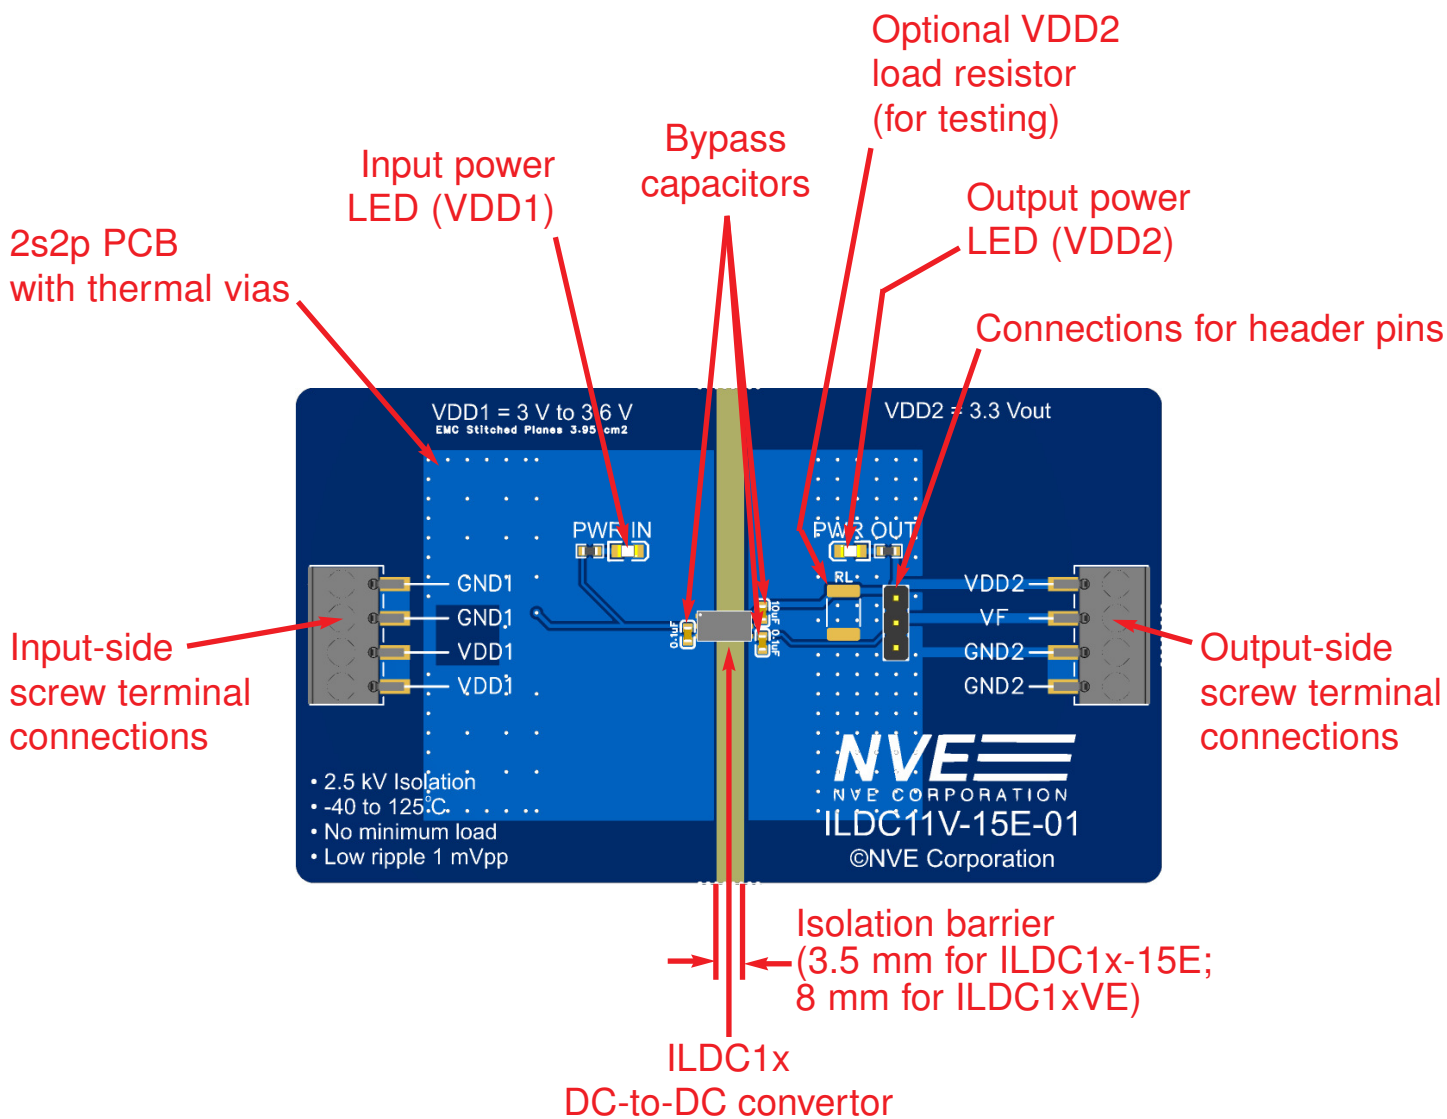 Optional VDD2
load resistor
(for testing)
Bypass
capacitors
Input power
LED (VDD1)
Output power
LED (VDD2)
2s2p PCB
with thermal vias
Connections for header pins
VDD1 = 3 V to 3.6 V
EMC Stitched Planes 3.95 cm2
VDD2 = 3.3 Vout
PWR IN
PWR OUT
RL
GND1
GND1
VDD1
VDD1
0.1uF
10uF
0.1uF
VDD2
VF
GND2
GND2
Input-side
screw terminal
connections
Output-side
screw terminal
connections
• 2.5 kV Isolation
• -40 to 125°C
• No minimum load
• Low ripple 1 mVpp
NVE
NVE CORPORATION
ILDC11V-15E-01
©NVE Corporation
Isolation barrier
(3.5 mm for ILDC1x-15E;
8 mm for ILDC1xVE)
ILDC1x
DC-to-DC convertor